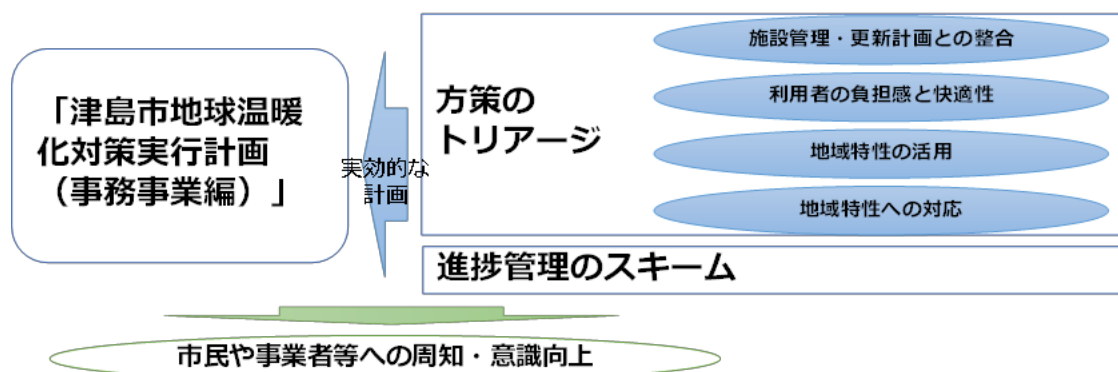 「津島市地球温暖
化対策実行計画
（事務事業編）」
実効的な
計画
方策の
トリアージ
施設管理・更新計画との整合
利用者の負担感と快適性
地域特性の活用
地域特性への対応
進捗管理のスキーム
市民や事業者等への周知・意識向上